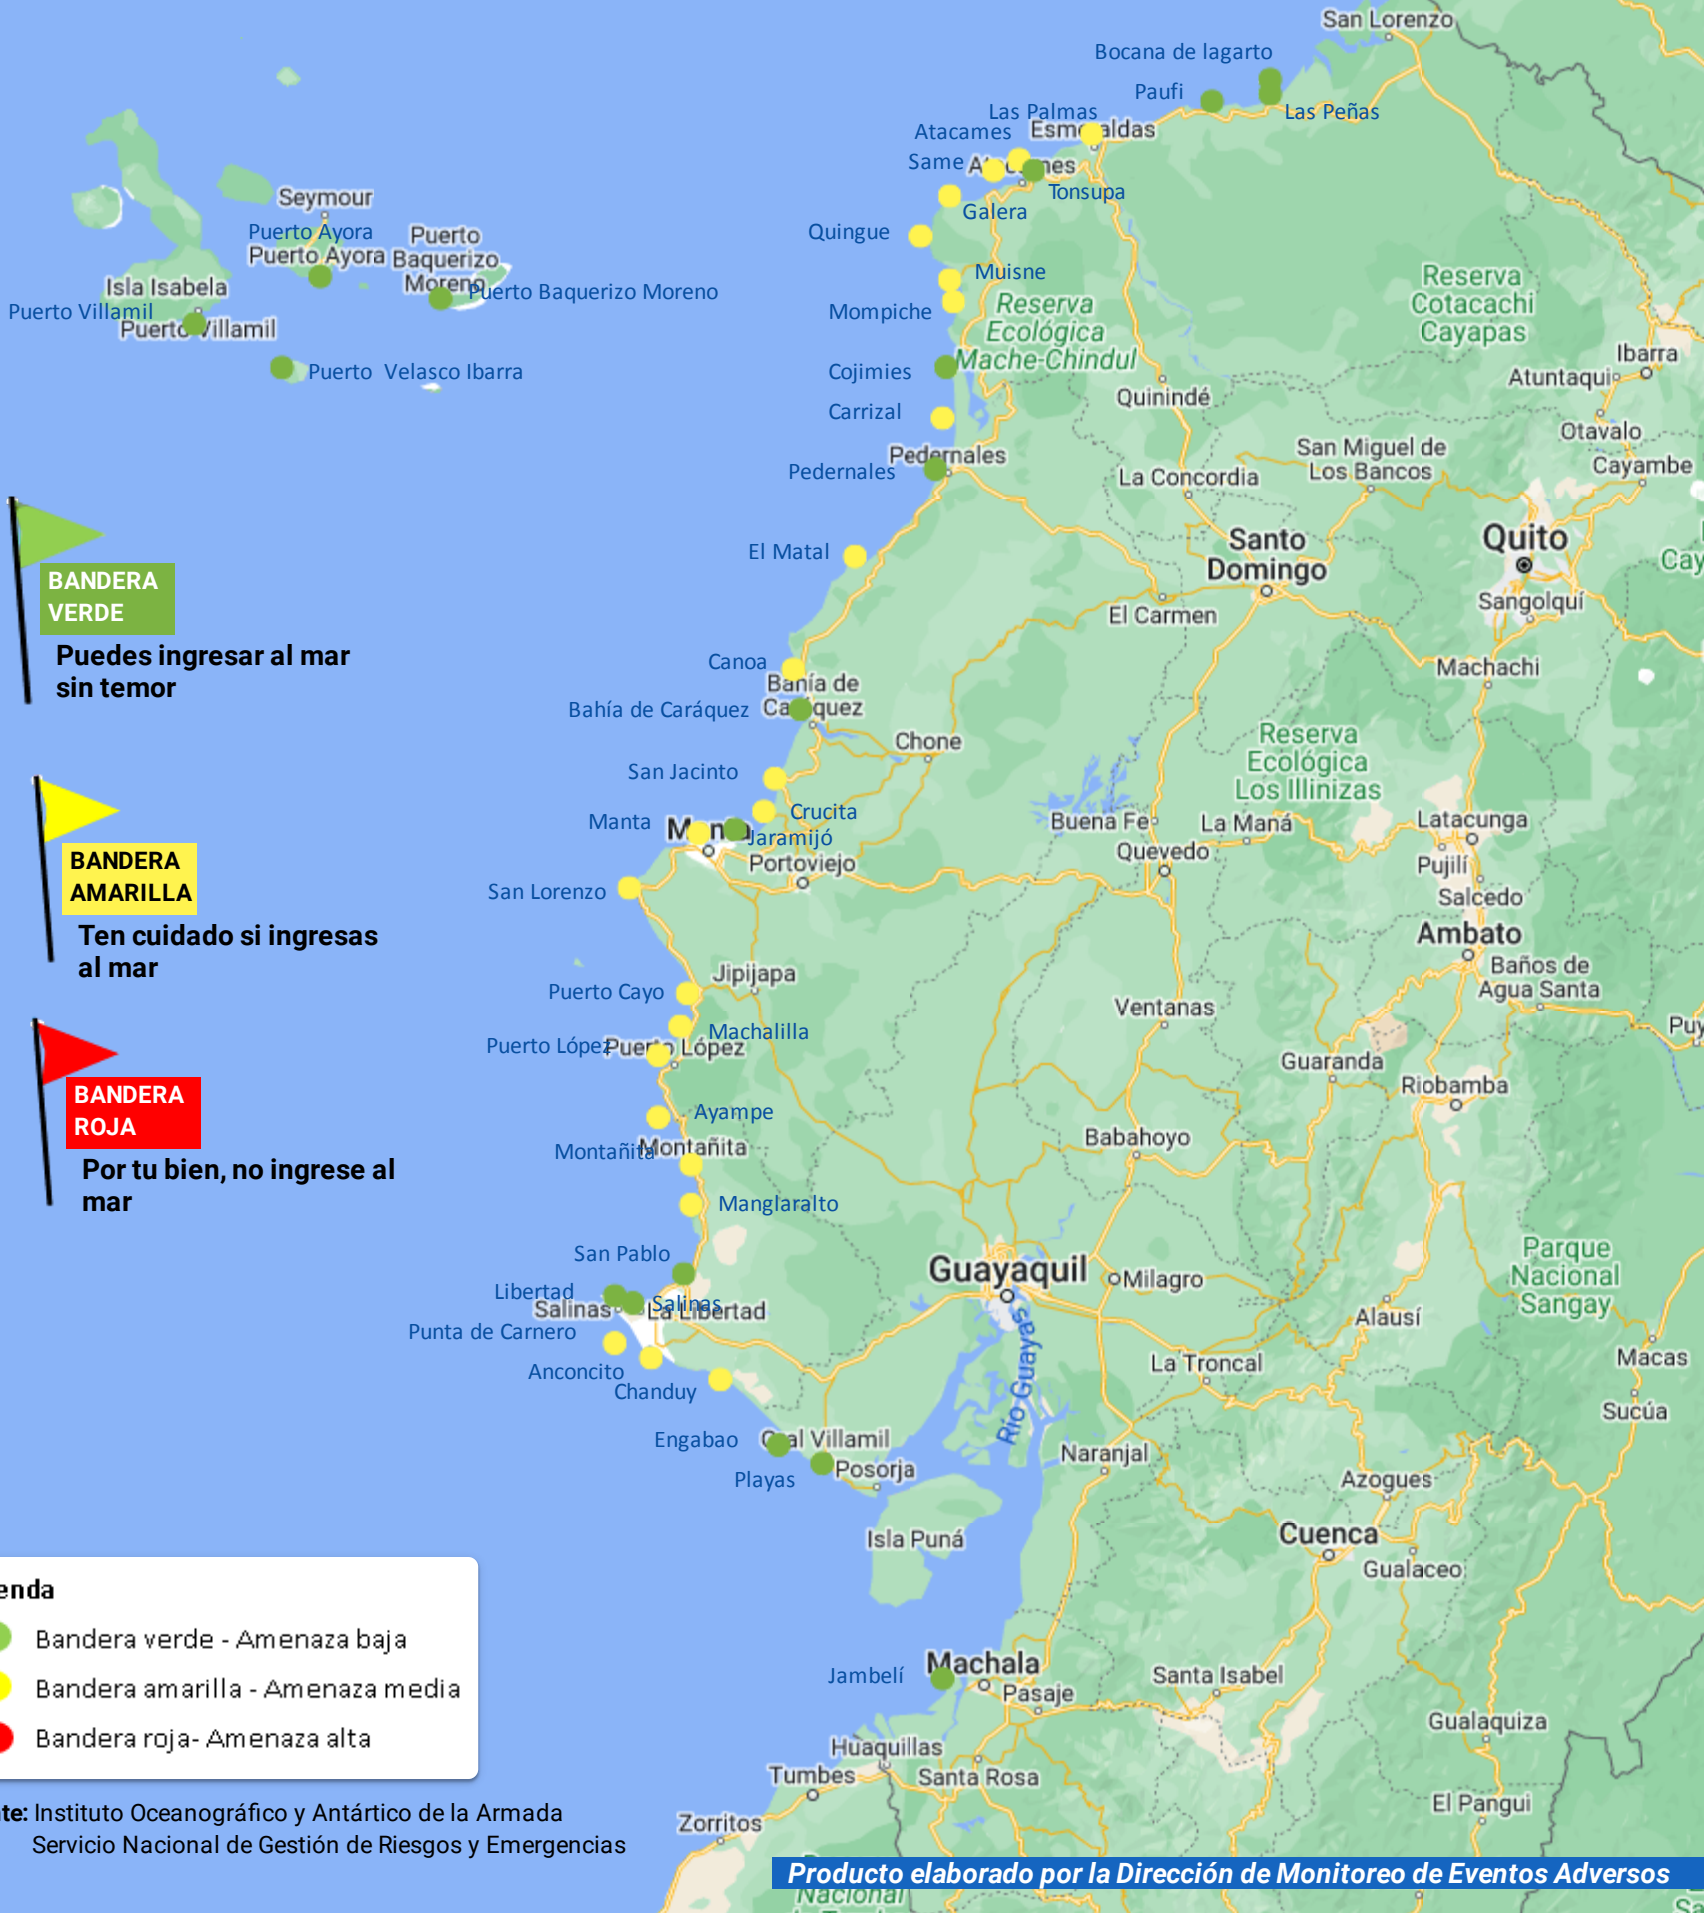 San Lorenzo
Bocana de lagarto
Paufi
Las Palmas
Las Peñas
Atacames
Same
Tonsupa
Galera
Quingue
Seymour
Puerto Ayora
Puerto Ayora
Puerto
Baquerizo
Moreno
Puerto Baquerizo Moreno
Isla Isabela
Puerto Villamil
Puerto Villamil
Puerto Velasco Ibarra
Muisne
Mompiche
Reserva
Ecológica
Mache-Chindul
Reserva
Cotacachi
Cayapas
Ibarra
Atuntaqui
Cojimies
Quinindé
Carrizal
Otavalo
Pedernales
Pedernales
San Miguel de
Los Bancos
La Concordia
Cayambe
BANDERA
VERDE
Puedes ingresar al mar
sin temor
El Matal
Santo
Domingo
Quito
Cay
El Carmen
Sangolquí
Canoa
Bahía de
Machachi
Bahía de Caráquez
Chone
Reserva
Ecológica
Los Illinizas
San Jacinto
BANDERA
AMARILLA
Ten cuidado si ingresas
al mar
Crucita
Manta
Jaramijó
Portoviejo
Buena Fe
La Maná
Quevedo
Latacunga
Pujilí
Salcedo
San Lorenzo
Ambato
Baños de
Agua Santa
Jipijapa
Puerto Cayo
Ventanas
Puy
Machalilla
Puerto López
Puerto López
Guaranda
Riobamba
BANDERA
ROJA
Por tu bien, no ingrese al
mar
Ayampe
Montañita
Montañita
Babahoyo
Manglaralto
San Pablo
Guayaquil
Milagro
Parque
Nacional
Sangay
Libertad
Salinas
Salinas
La Libertad
Río Guayas
Alausí
Punta de Carnero
Anconcito
Chanduy
La Troncal
Macas
Sucúa
Engabao
Playas
Posorja
Naranjal
Azogues
Isla Puná
Cuenca
Gualaceo
enda
Bandera verde - Amenaza baja
Bandera amarilla - Amenaza media
Bandera roja- Amenaza alta
Jambelí
Machala
Pasaje
Santa Isabel
Gualaquiza
Huaquillas
Tumbes
Santa Rosa
Zorritos
El Pangui
te: Instituto Oceanográfico y Antártico de la Armada
Servicio Nacional de Gestión de Riesgos y Emergencias
Producto elaborado por la Dirección de Monitoreo de Eventos Adversos
Nacional